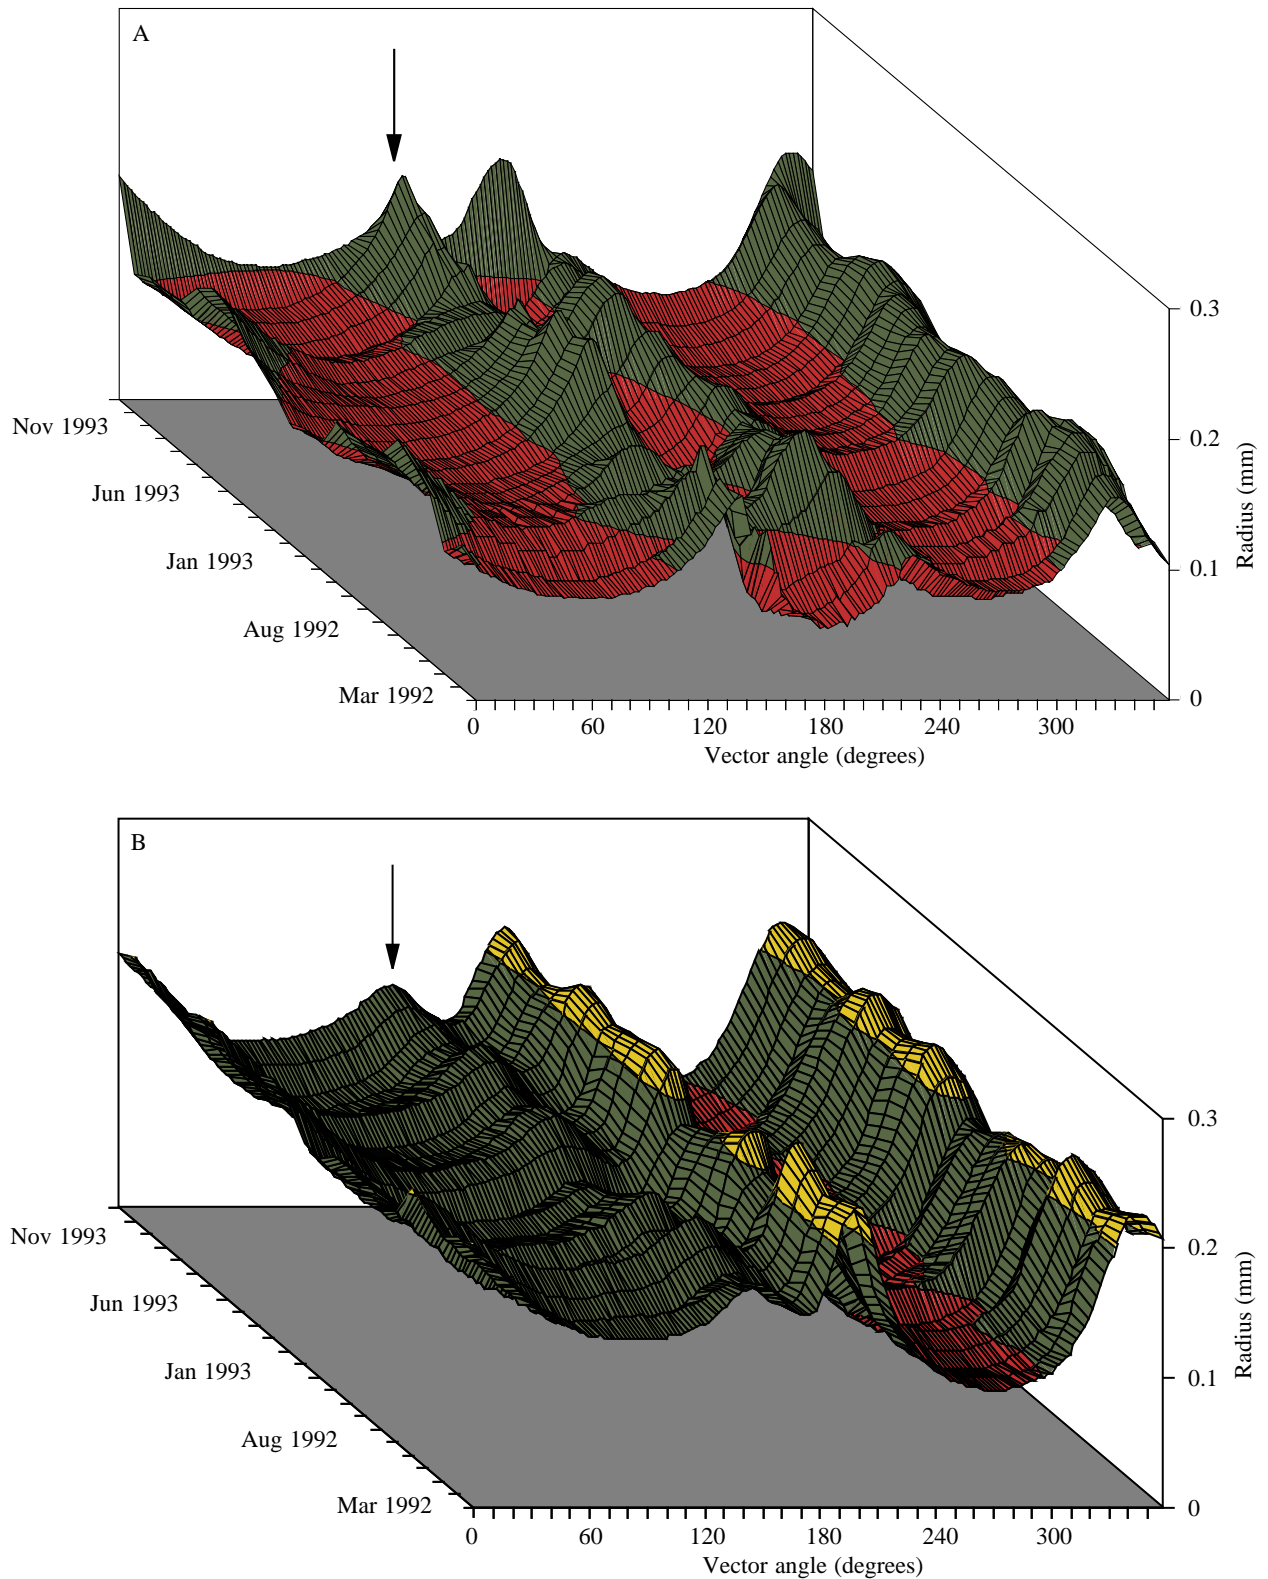 A
0.3
Nov 1993
0.2
Jun 1993
Jan 1993
0.1
Aug 1992
Mar 1992
0
0 60 120 180 240 300
Vector angle (degrees)
Radius (mm)
B
0.3
Nov 1993
0.2
Jun 1993
Jan 1993
0.1
Aug 1992
Mar 1992
0
0 60 120 180 240 300
Vector angle (degrees)
Radius (mm)